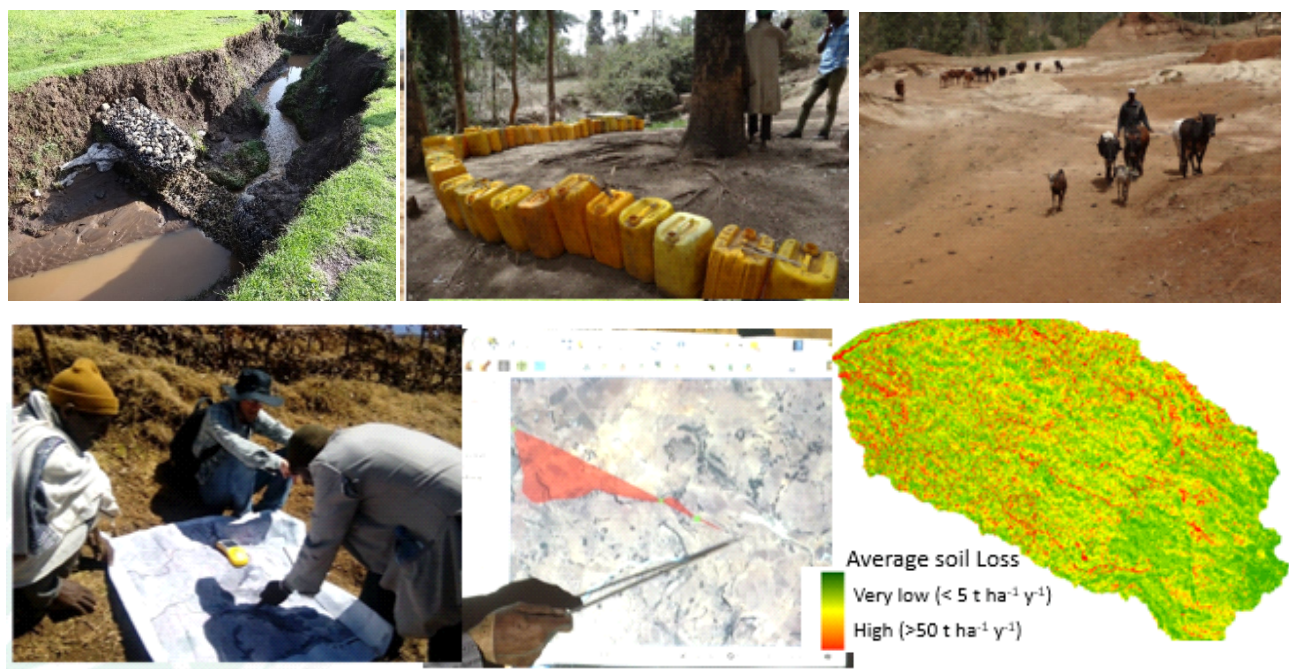 Average soil Loss
Very low (< 5 t ha⁻¹ y⁻¹)
High (>50 t ha⁻¹ y⁻¹)